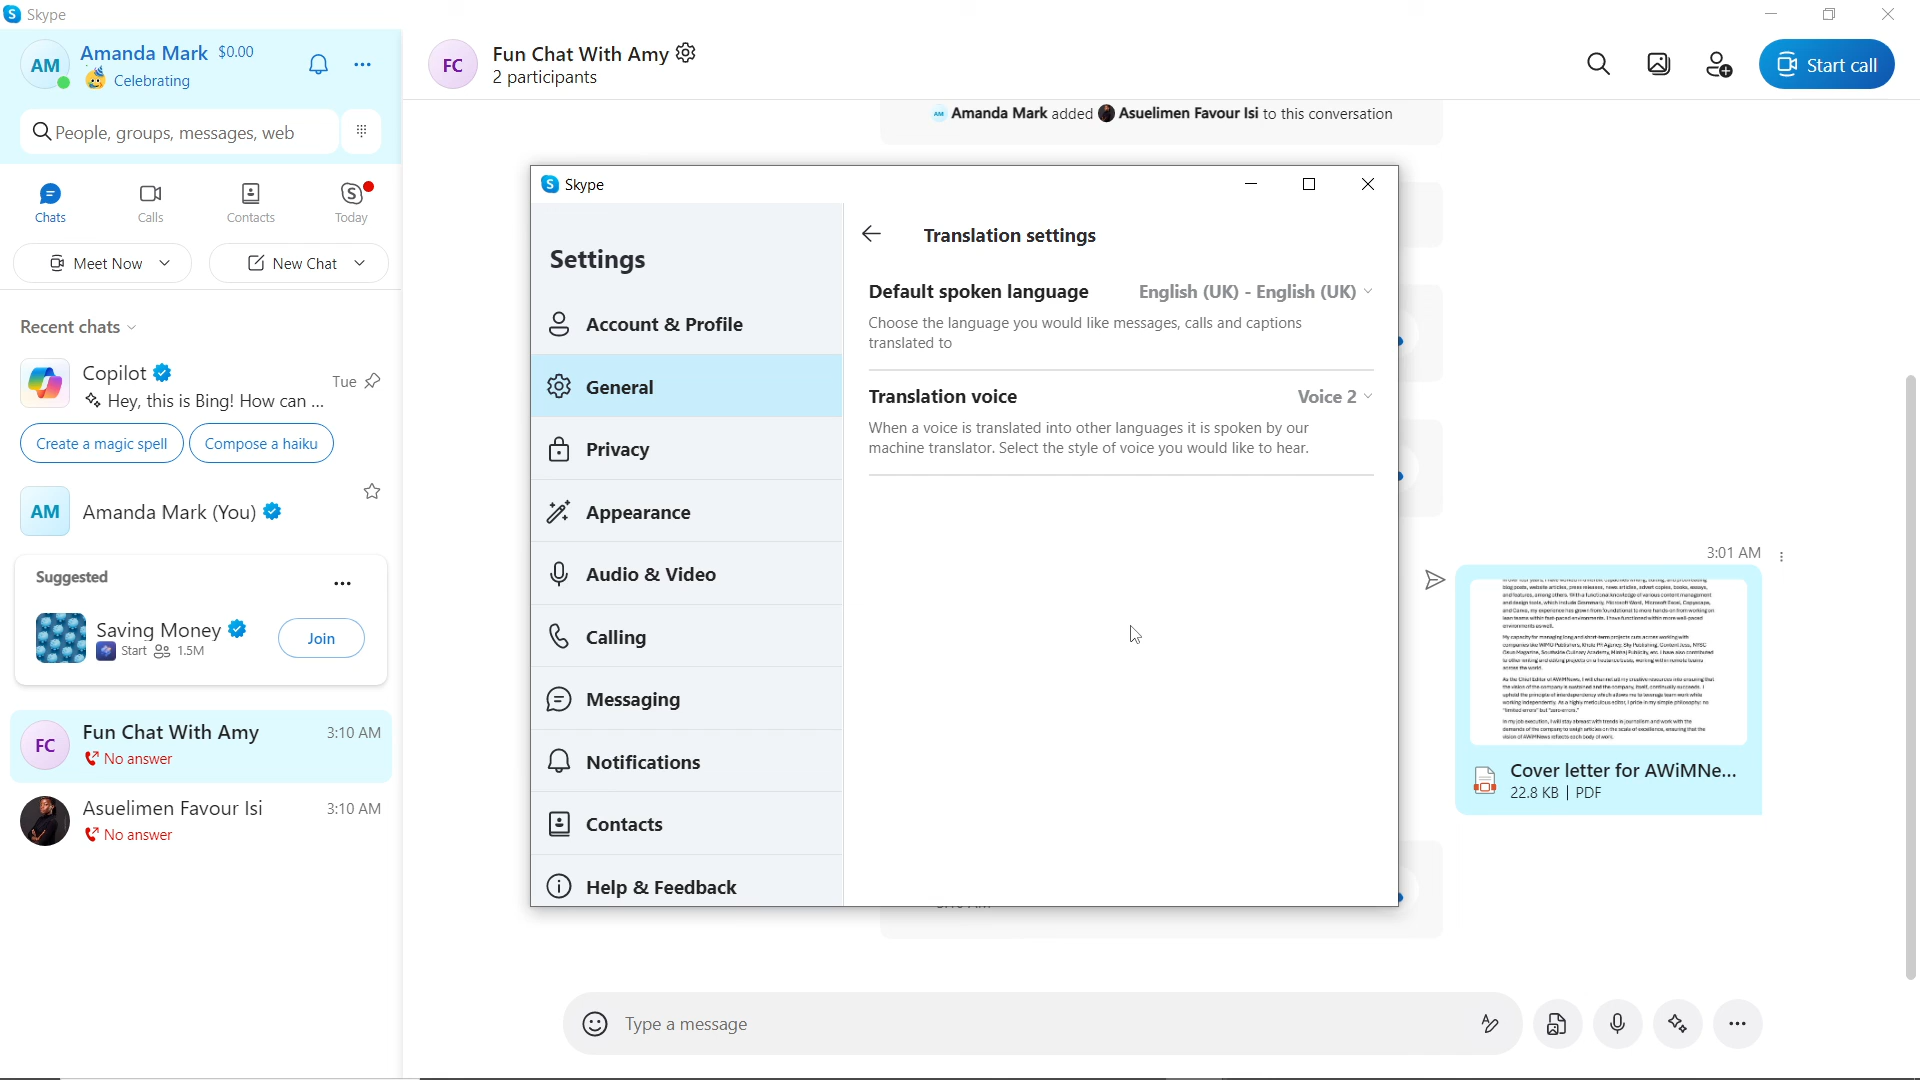 Skype
AM
Amanda Mark $0.00
Celebrating
People, groups, messages, web
Chats
Calls
Contacts
Today
Meet Now
New Chat
Recent chats
Copilot
Tue
Hey, this is Bing! How can ...
Create a magic spell
Compose a haiku
AM
Amanda Mark (You)
Suggested
Saving Money
Start 1.5M
Join
FC
Fun Chat With Amy
3:10 AM
No answer
Asuelimen Favour Isi
3:10 AM
No answer
FC
Fun Chat With Amy
2 participants
Start call
AM Amanda Mark added Asuelimen Favour Isi to this conversation
Skype
Settings
Account & Profile
General
Privacy
Appearance
Audio & Video
Calling
Messaging
Notifications
Contacts
Help & Feedback
Translation settings
Default spoken language
English (UK) - English (UK)
Choose the language you would like messages, calls and captions
translated to
Translation voice
Voice 2
When a voice is translated into other languages it is spoken by our
machine translator. Select the style of voice you would like to hear.
3:01 AM
Cover letter for AWiMNe...
22.8 KB | PDF
Type a message